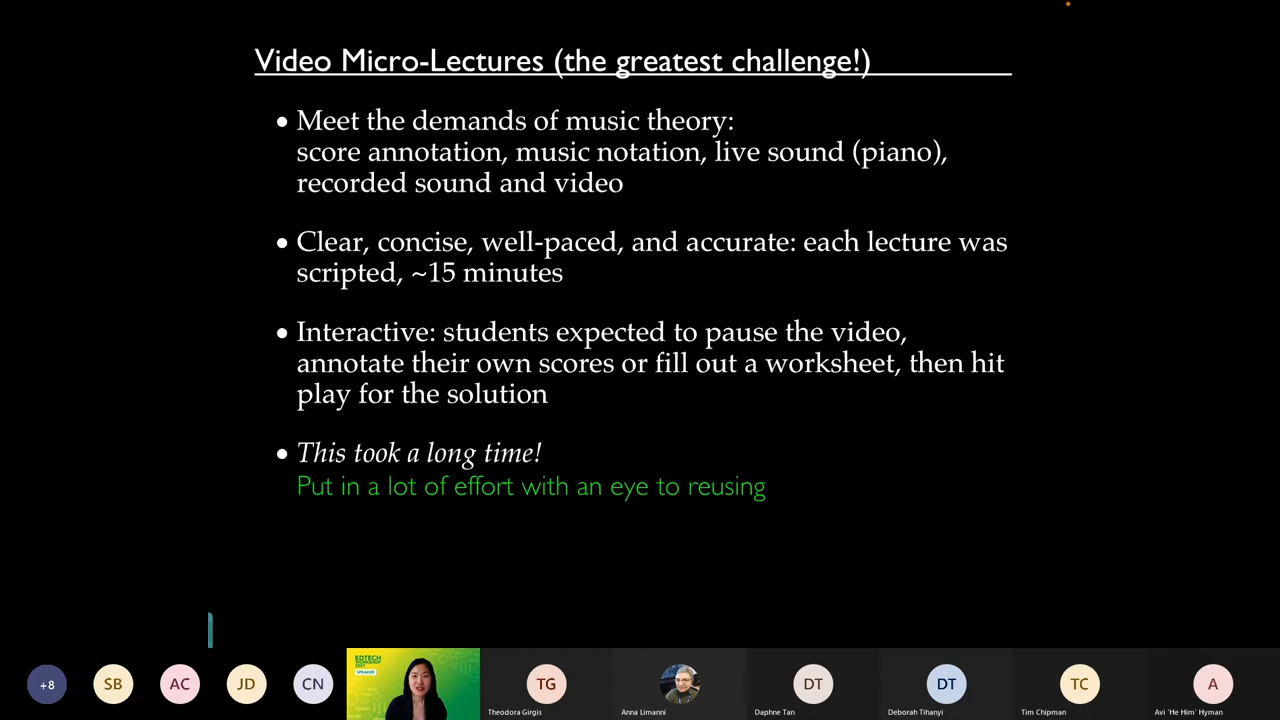 Video Micro-Lectures (the greatest challenge!)
• Meet the demands of music theory:
score annotation, music notation, live sound (piano),
recorded sound and video
• Clear, concise, well-paced, and accurate: each lecture was
scripted, ~15 minutes
• Interactive: students expected to pause the video,
annotate their own scores or fill out a worksheet, then hit
play for the solution
• This took a long time!
Put in a lot of effort with an eye to reusing
+8
SB
AC
JD
CN
EDTECH
WORKSHOP
2021
SPEAKER
TG
Theodora Girgis
Anna Limanni
DT
Daphne Tan
DT
Deborah Tihanyi
TC
Tim Chipman
A
Avi 'He Him' Hyman